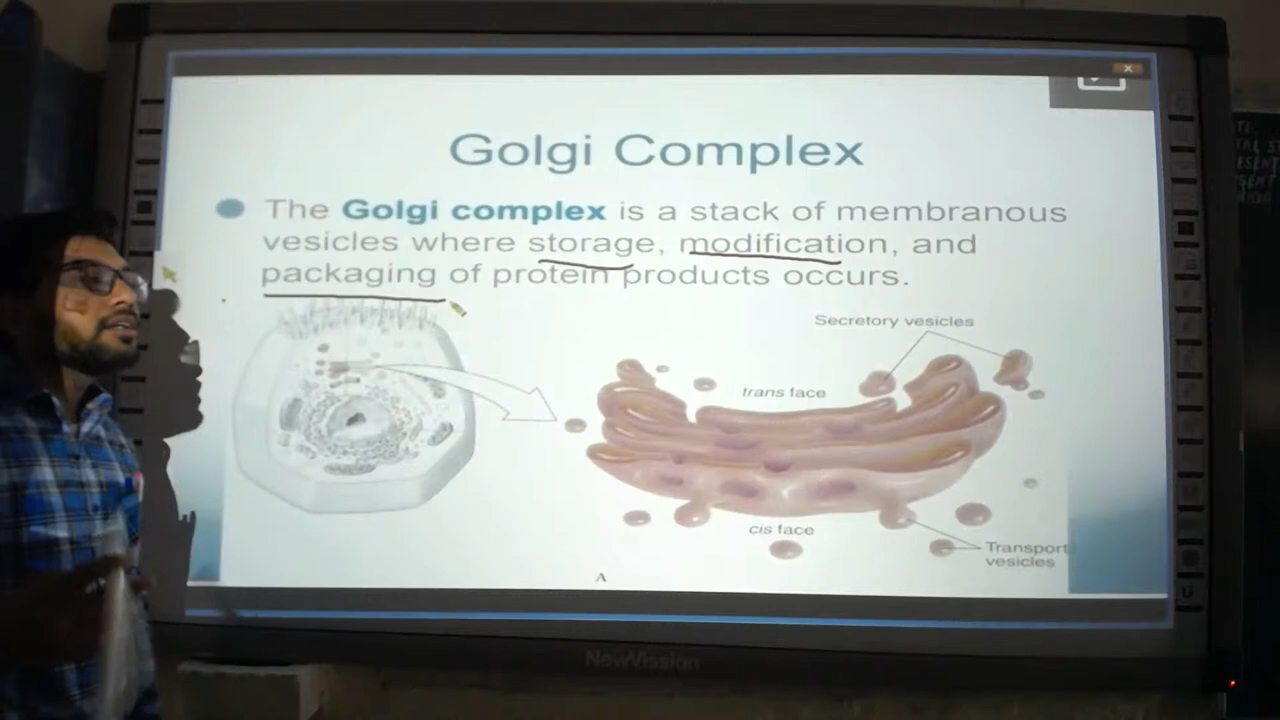 Golgi Complex
The Golgi complex is a stack of membranous
vesicles where storage, modification, and
packaging of protein products occurs.
Secretory vesicles
trans face
cis face
Transport
vesicles
A
NewVission